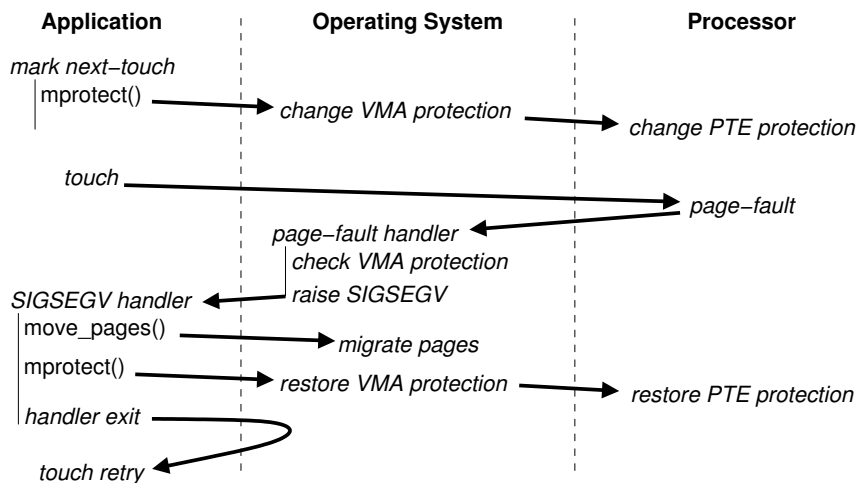 Application Operating System Processor
mark next−touch
mprotect()
change VMA protection
change PTE protection
touch
page−fault
page−fault handler
check VMA protection
raise SIGSEGV
SIGSEGV handler
move_pages()
migrate pages
mprotect()
restore VMA protection
restore PTE protection
handler exit
touch retry